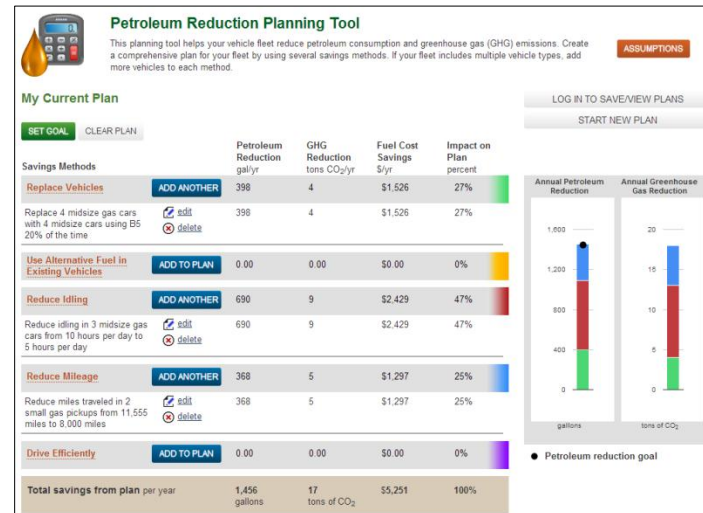 Petroleum Reduction Planning Tool
This planning tool helps your vehicle fleet reduce petroleum consumption and greenhouse gas (GHG) emissions. Create
a comprehensive plan for your fleet by using several savings methods. If your fleet includes multiple vehicle types, add
more vehicles to each method.
ASSUMPTIONS
My Current Plan
LOG IN TO SAVE/VIEW PLANS
START NEW PLAN
SET GOAL CLEAR PLAN
Savings Methods
Petroleum
Reduction
gal/yr
GHG
Reduction
tons CO₂/yr
Fuel Cost
Savings
$/yr
Impact on
Plan
percent
Replace Vehicles ADD ANOTHER 398 4 $1,526 27%
Replace 4 midsize gas cars
with 4 midsize cars using B5
20% of the time
edit
delete
398 4 $1,526 27%
Use Alternative Fuel in
Existing Vehicles
ADD TO PLAN 0.00 0.00 $0.00 0%
Reduce Idling ADD ANOTHER 690 9 $2,429 47%
Reduce idling in 3 midsize gas
cars from 10 hours per day to
5 hours per day
edit
delete
690 9 $2,429 47%
Reduce Mileage ADD ANOTHER 368 5 $1,297 25%
Reduce miles traveled in 2
small gas pickups from 11,555
miles to 8,000 miles
edit
delete
368 5 $1,297 25%
Drive Efficiently ADD TO PLAN 0.00 0.00 $0.00 0%
Total savings from plan per year
1,456
gallons
17
tons of CO₂
$5,251 100%
Annual Petroleum
Reduction
1,600
1,200
800
400
0
gallons
Annual Greenhouse
Gas Reduction
20
15
10
5
0
tons of CO₂
Petroleum reduction goal